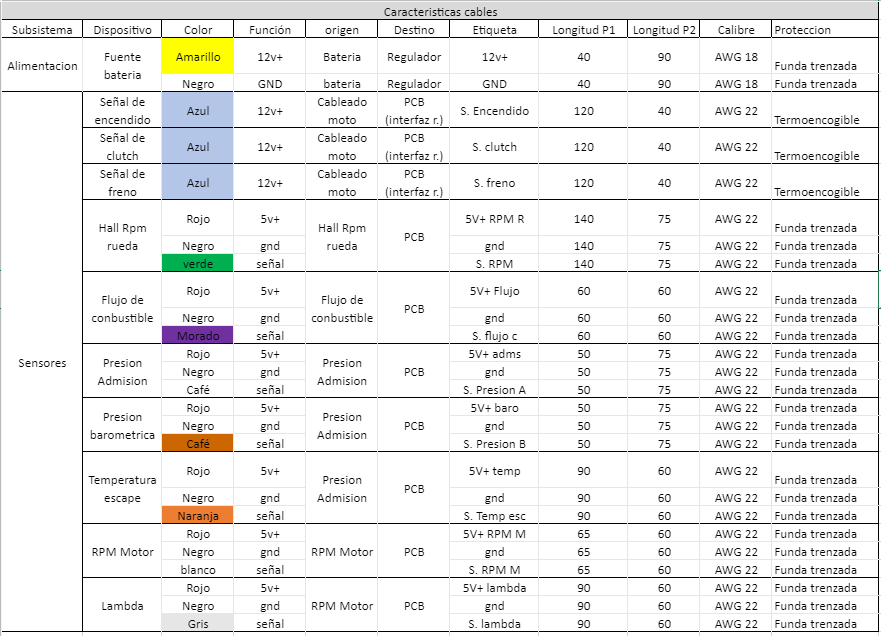 Caracteristicas cables
Subsistema Dispositivo Color Función origen Destino Etiqueta Longitud P1 Longitud P2 Calibre Proteccion
Alimentacion Fuente bateria Amarillo 12v+ Bateria Regulador 12v+ 40 90 AWG 18 Funda trenzada
Negro GND bateria Regulador GND 40 90 AWG 18 Funda trenzada
Sensores Señal de encendido Azul 12v+ Cableado moto PCB (interfaz r.) S. Encendido 120 40 AWG 22 Termoencogible
Señal de clutch Azul 12v+ Cableado moto PCB (interfaz r.) S. clutch 120 40 AWG 22 Termoencogible
Señal de freno Azul 12v+ Cableado moto PCB (interfaz r.) S. freno 120 40 AWG 22 Termoencogible
Hall Rpm rueda Rojo 5v+ Hall Rpm rueda PCB 5V+ RPM R 140 75 AWG 22 Funda trenzada
Negro gnd gnd 140 75 AWG 22 Funda trenzada
verde señal S. RPM 140 75 AWG 22 Funda trenzada
Flujo de conbustible Rojo 5v+ Flujo de conbustible PCB 5V+ Flujo 60 60 AWG 22 Funda trenzada
Negro gnd gnd 60 60 AWG 22 Funda trenzada
Morado señal S. flujo c 60 60 AWG 22 Funda trenzada
Presion Admision Rojo 5v+ Presion Admision PCB 5V+ adms 50 75 AWG 22 Funda trenzada
Negro gnd gnd 50 75 AWG 22 Funda trenzada
Café señal S. Presion A 50 75 AWG 22 Funda trenzada
Presion barometrica Rojo 5v+ Presion Admision PCB 5V+ baro 50 75 AWG 22 Funda trenzada
Negro gnd gnd 50 75 AWG 22 Funda trenzada
Café señal S. Presion B 50 75 AWG 22 Funda trenzada
Temperatura escape Rojo 5v+ Presion Admision PCB 5V+ temp 90 60 AWG 22 Funda trenzada
Negro gnd gnd 90 60 AWG 22 Funda trenzada
Naranja señal S. Temp esc 90 60 AWG 22 Funda trenzada
RPM Motor Rojo 5v+ RPM Motor PCB 5V+ RPM M 65 60 AWG 22 Funda trenzada
Negro gnd gnd 65 60 AWG 22 Funda trenzada
blanco señal S. RPM M 65 60 AWG 22 Funda trenzada
Lambda Rojo 5v+ RPM Motor PCB 5V+ lambda 90 60 AWG 22 Funda trenzada
Negro gnd gnd 90 60 AWG 22 Funda trenzada
Gris señal S. lambda 90 60 AWG 22 Funda trenzada